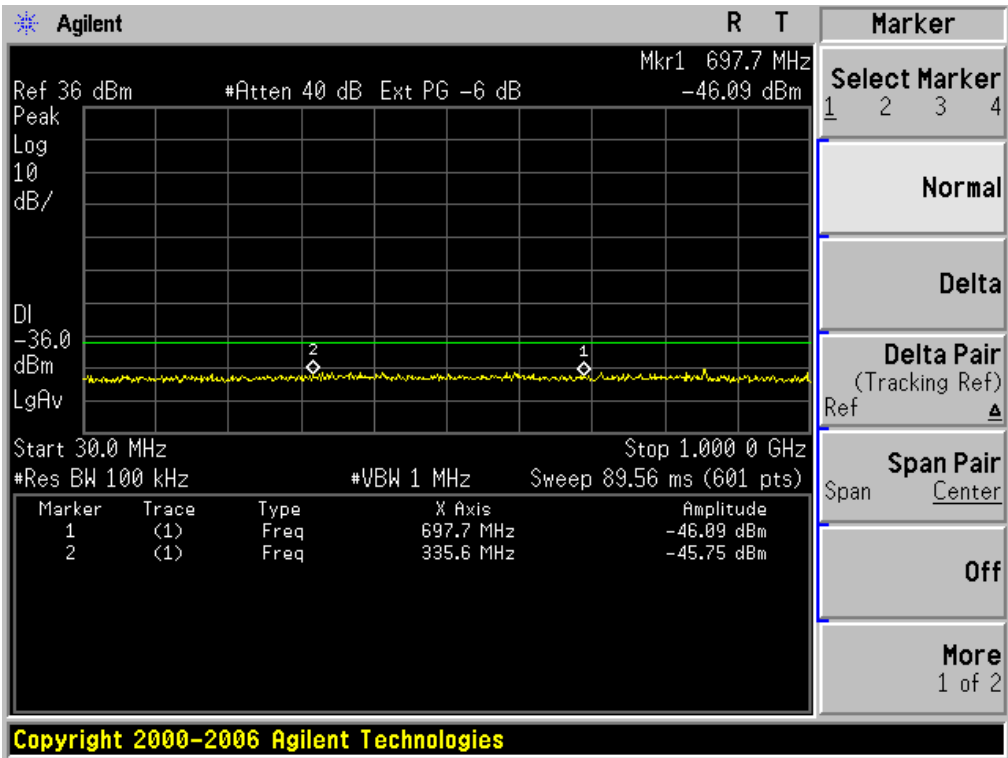 Agilent R T
Mkr1 697.7 MHz
Ref 36 dBm #Atten 40 dB Ext PG -6 dB -46.09 dBm
Peak
Log
10
dB/
DI
-36.0
dBm
LgAv
2
1
Start 30.0 MHz Stop 1.000 0 GHz
#Res BW 100 kHz #VBW 1 MHz Sweep 89.56 ms (601 pts)
Marker Trace Type X Axis Amplitude
1 (1) Freq 697.7 MHz -46.09 dBm
2 (1) Freq 335.6 MHz -45.75 dBm
Marker
Select Marker
1 2 3 4
Normal
Delta
Delta Pair
(Tracking Ref)
Ref Δ
Span Pair
Span Center
Off
More
1 of 2
Copyright 2000-2006 Agilent Technologies